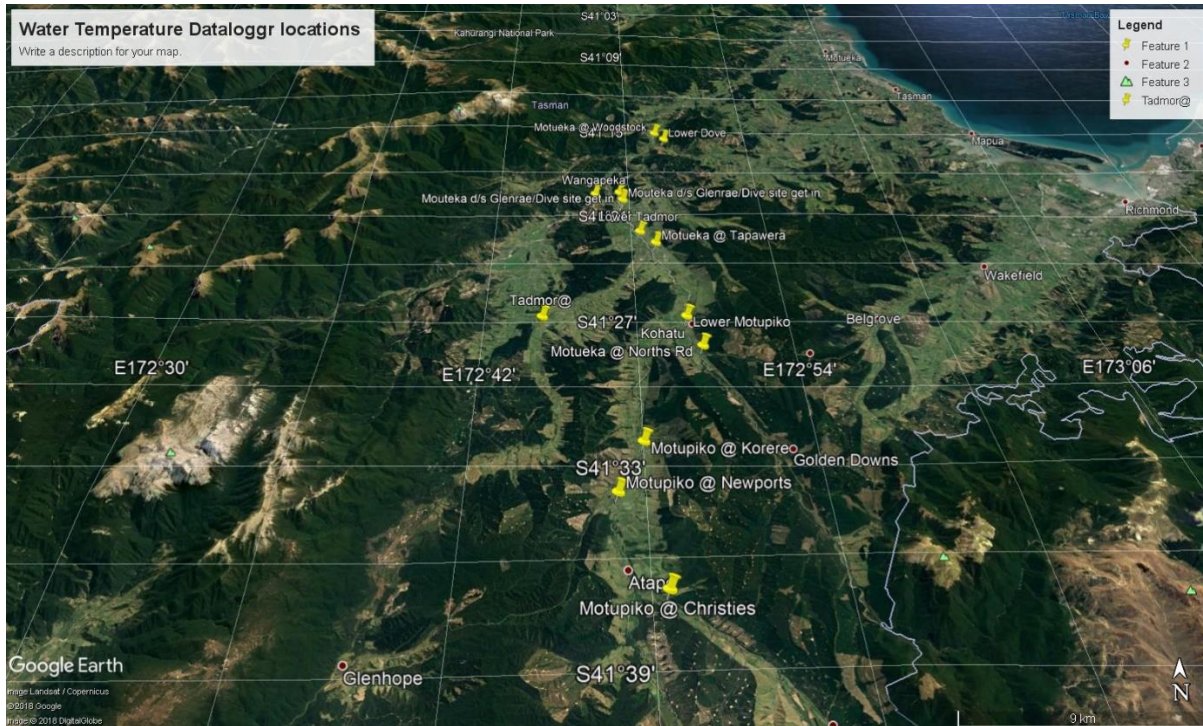 Water Temperature Dataloggr locations
Write a description for your map.
Legend
Feature 1
Feature 2
Feature 3
Tadmor@
S41°03'
Kahurangi National Park
S41°09'
Motueka
Tasman
Tasman
Motueka @ Woodstock
Lower Dove
Mapua
Mouteka d/s Glenrae/Dive site get in
Mouteka d/s Glenrae/Dive site get in
Richmond
Lower Tadmor
Motueka @ Tapawera
Wakefield
Tadmor@
S41°27'
Lower Motupiko
Belgrove
Kohatu
Motueka @ Norths Rd
E172°30'
E172°42'
E172°54'
E173°06'
Motupiko @ Korere
Golden Downs
S41°33'
Motupiko @ Newports
Motupiko @ Christies
Glenhope
S41°39'
Google Earth
Image Landsat / Copernicus
©2018 Google
Image © 2018 DigitalGlobe
N
9 km